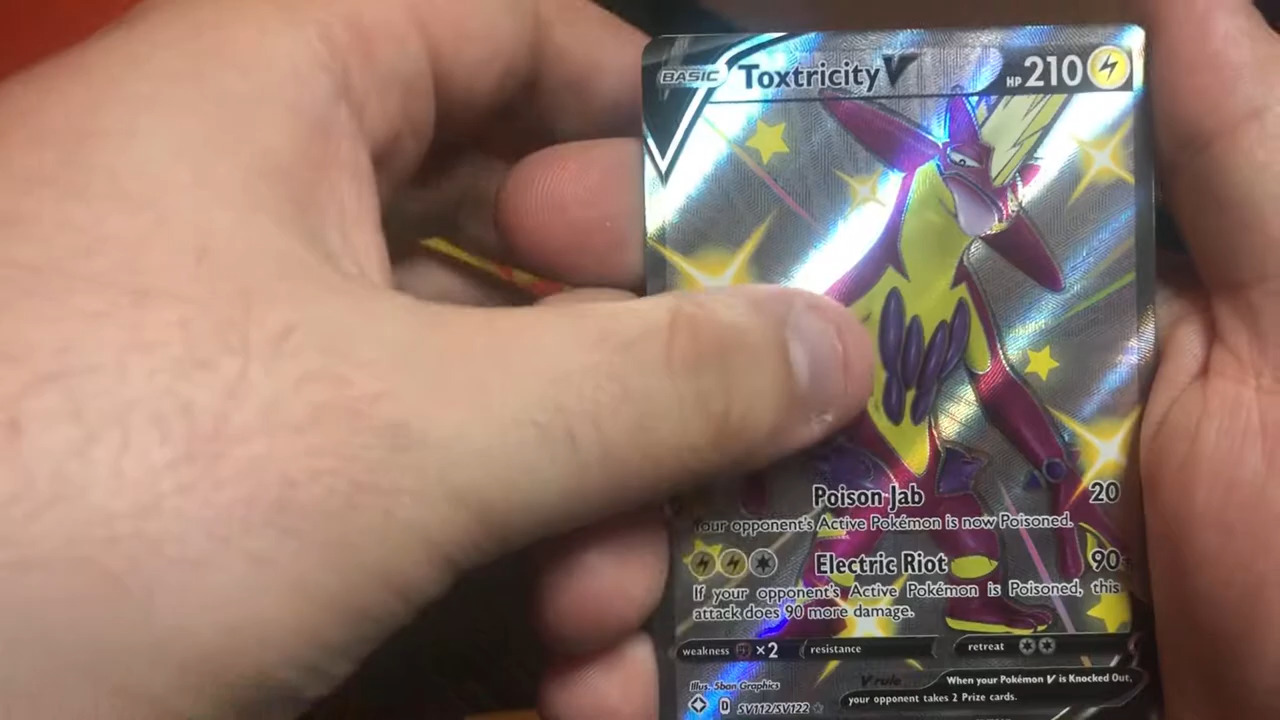 BASIC Toxtricity V HP 210
Poison Jab 20
Your opponent's Active Pokémon is now Poisoned.
Electric Riot 90+
If your opponent's Active Pokémon is Poisoned, this
attack does 90 more damage.
weakness ×2 resistance retreat
V rule When your Pokémon V is Knocked Out,
your opponent takes 2 Prize cards.
Illus. 5ban Graphics
D SV112/SV122